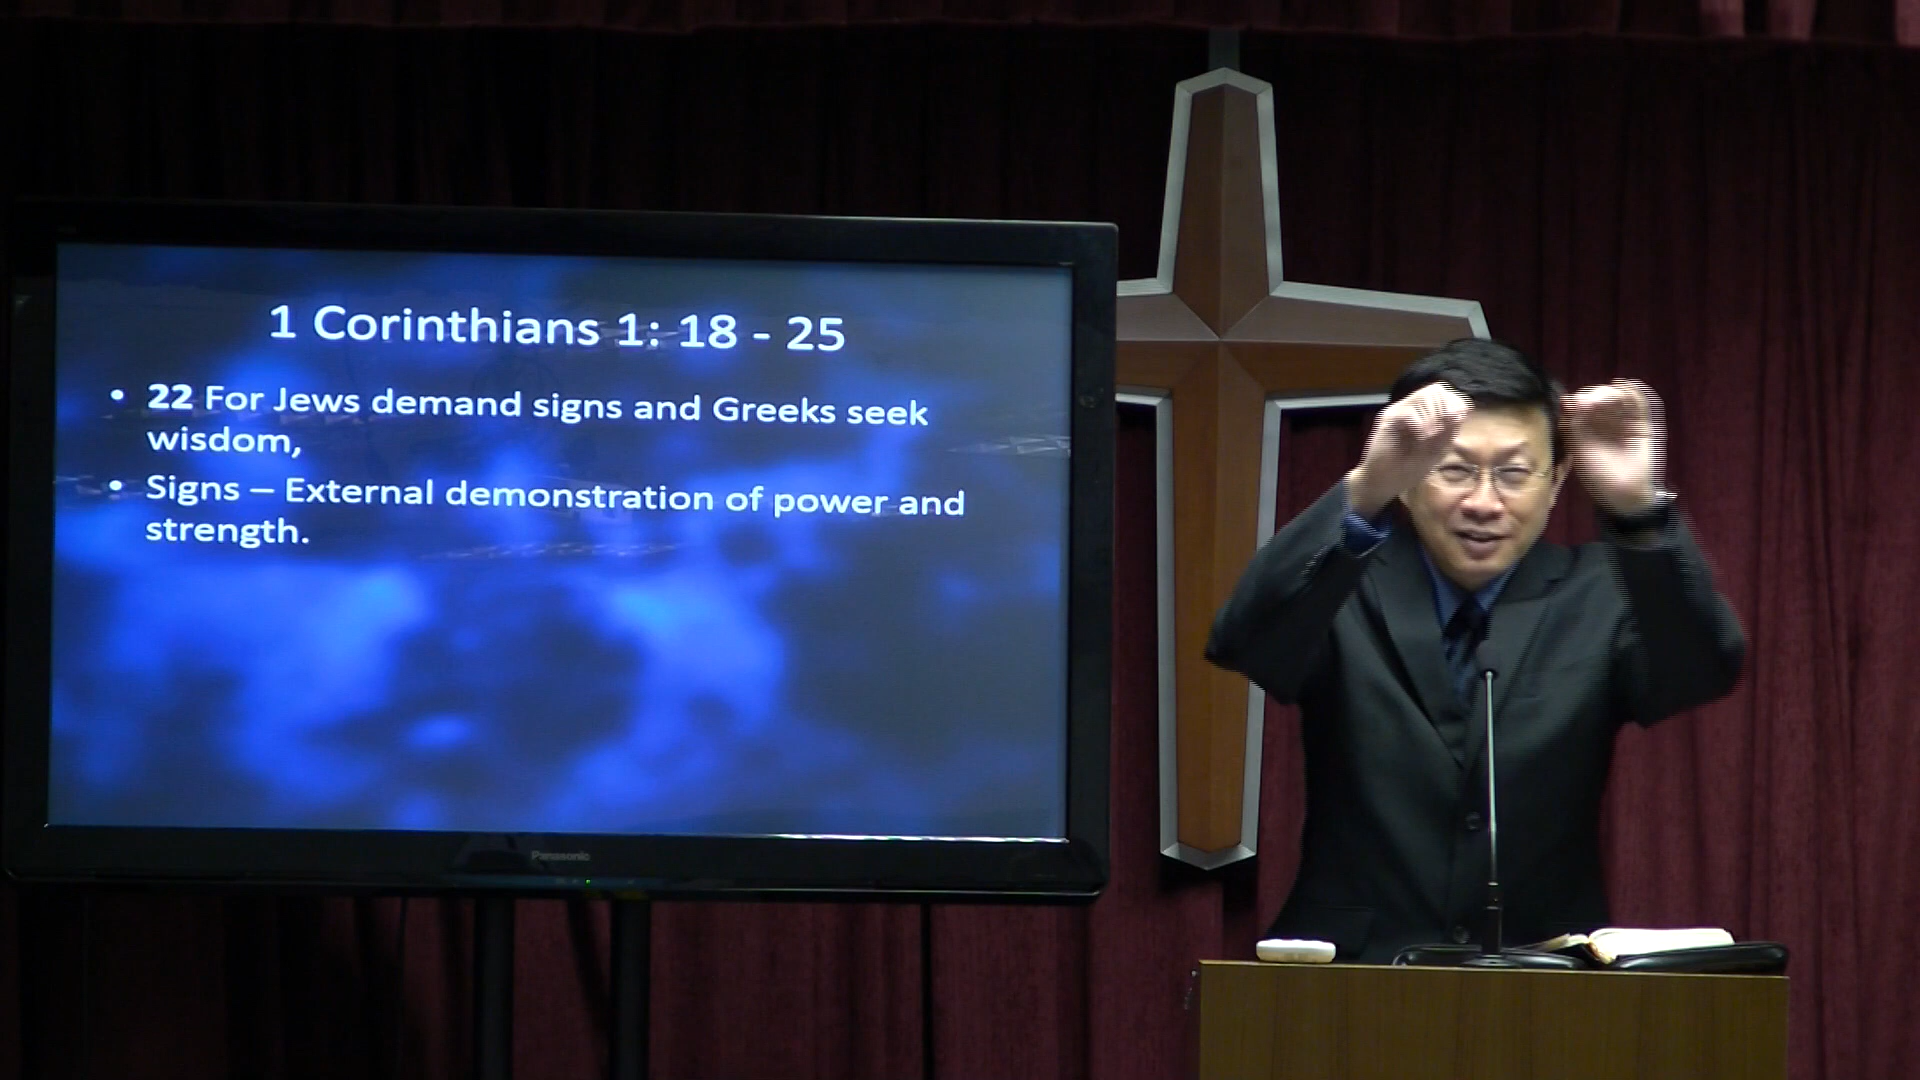 1 Corinthians 1: 18 - 25
• 22 For Jews demand signs and Greeks seek
wisdom,
• Signs – External demonstration of power and
strength.
Panasonic